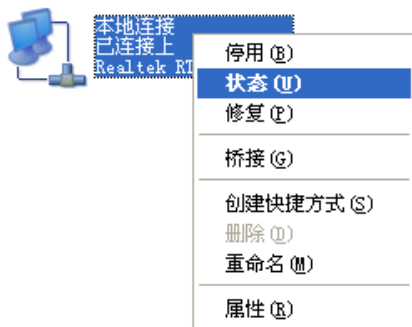 本地连接
已连接上
Realtek RT
停用(B)
状态(U)
修复(P)
桥接(G)
创建快捷方式(S)
删除(D)
重命名(M)
属性(R)